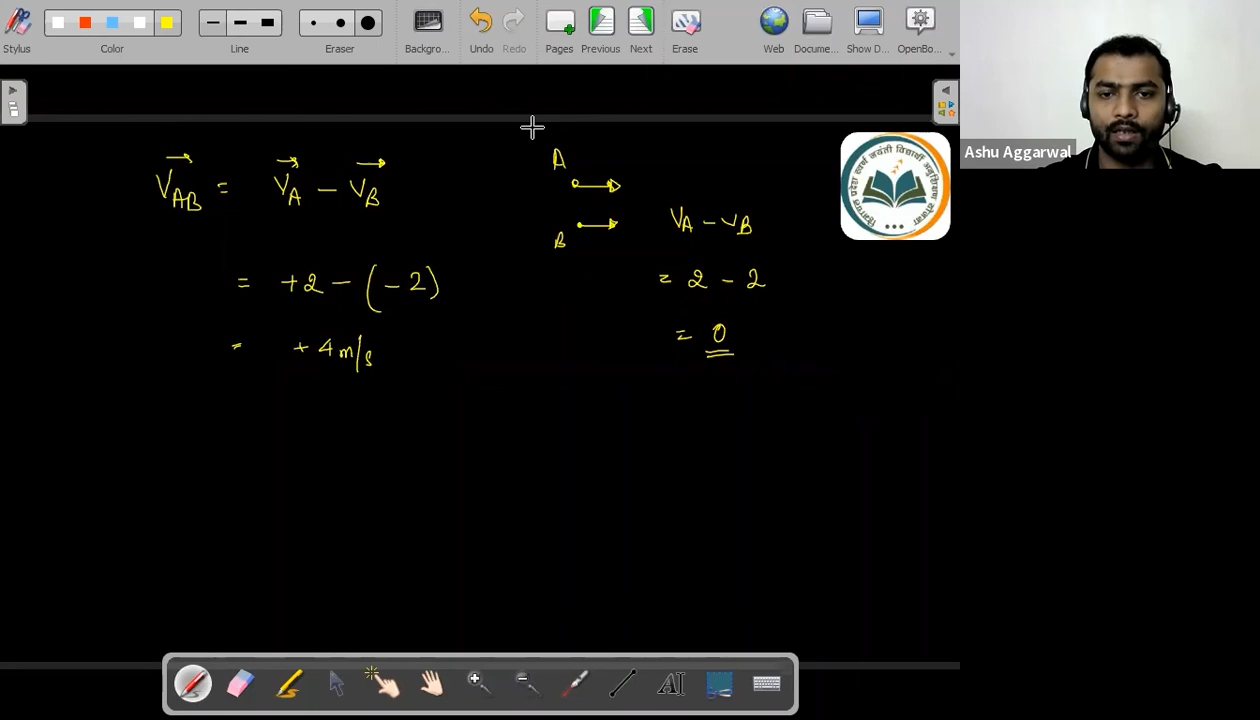 Stylus
Color
Line
Eraser
Backgro...
Undo
Redo
Pages
Previous
Next
Erase
Web
Docume...
Show D...
OpenBo...
Ashu Aggarwal
V⃗AB = V⃗A − V⃗B
= +2 − (−2)
= +4 m/s
A
B
VA − VB
= 2 − 2
= 0